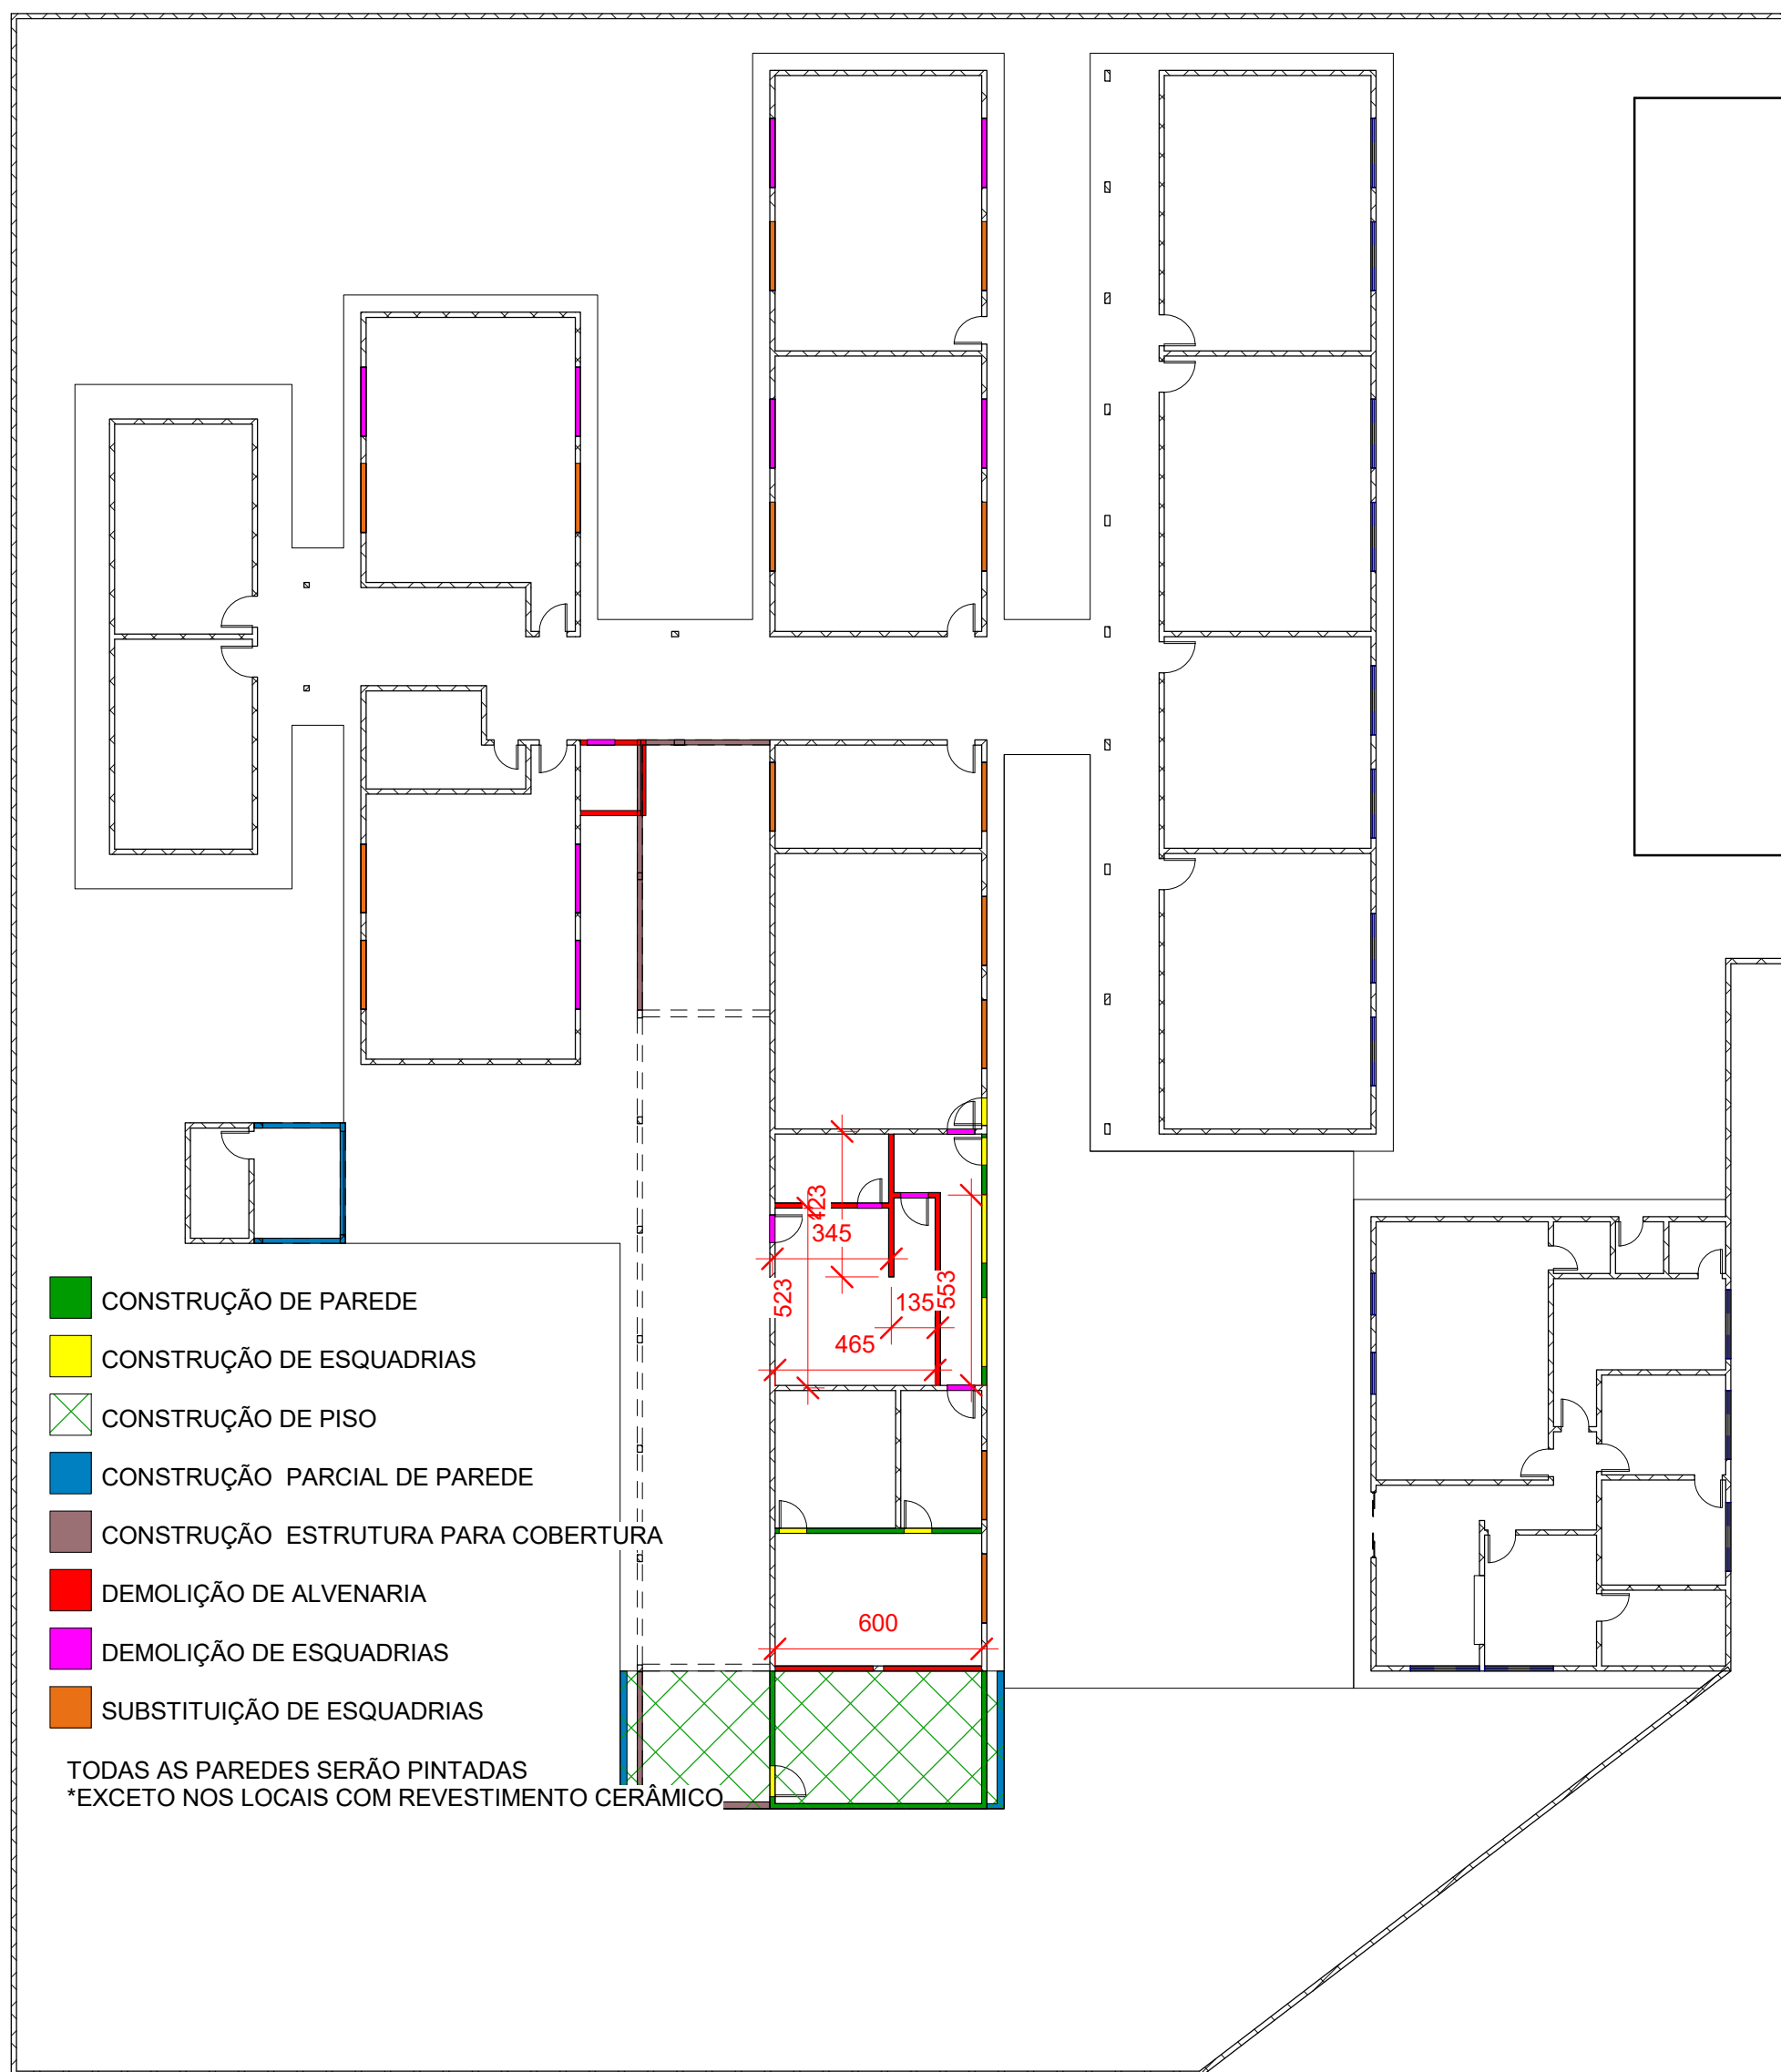 423
345
523
553
135
465
CONSTRUÇÃO DE PAREDE
CONSTRUÇÃO DE ESQUADRIAS
CONSTRUÇÃO DE PISO
CONSTRUÇÃO  PARCIAL DE PAREDE
CONSTRUÇÃO  ESTRUTURA PARA COBERTURA
DEMOLIÇÃO DE ALVENARIA
600
DEMOLIÇÃO DE ESQUADRIAS
SUBSTITUIÇÃO DE ESQUADRIAS
TODAS AS PAREDES SERÃO PINTADAS
*EXCETO NOS LOCAIS COM REVESTIMENTO CERÂMICO